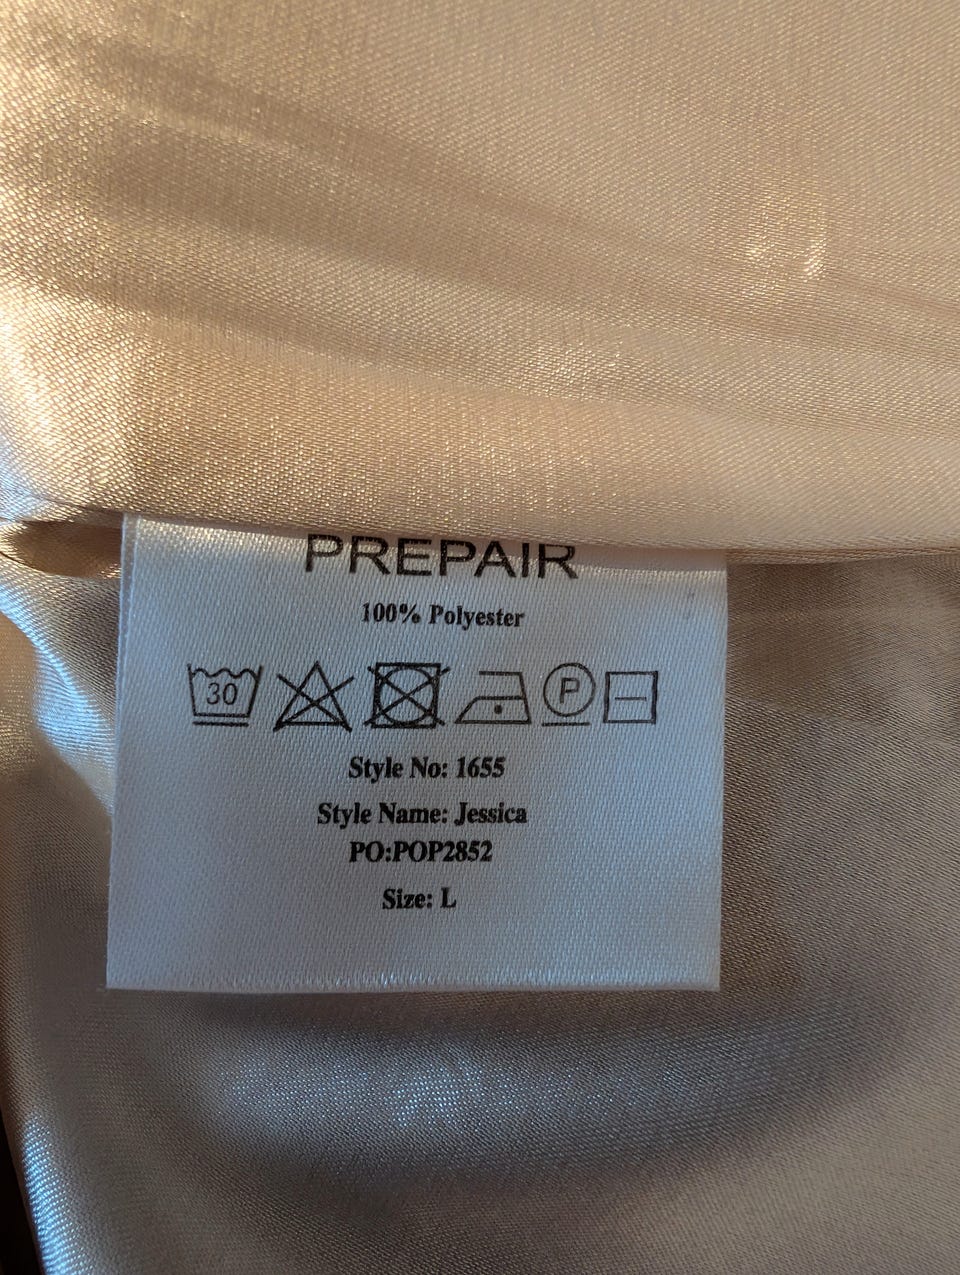 PREPAIR
100% Polyester
30 P
Style No: 1655
Style Name: Jessica
PO:POP2852
Size: L